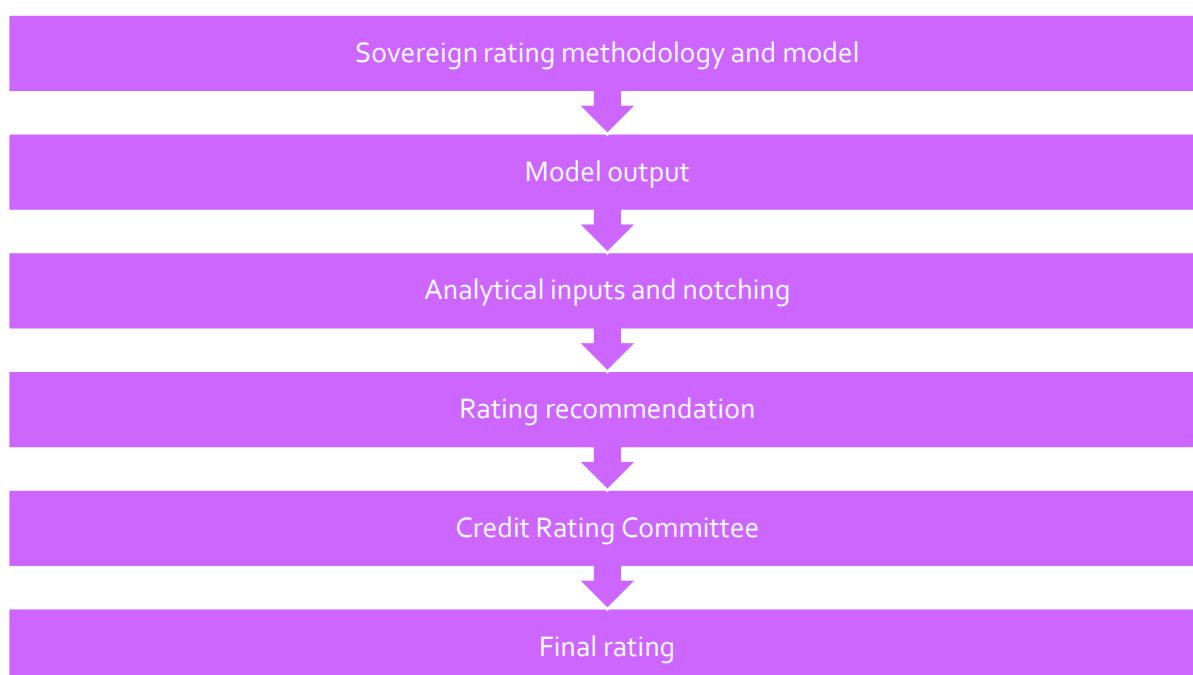 Sovereign rating methodology and model
Model output
Analytical inputs and notching
Rating recommendation
Credit Rating Committee
Final rating